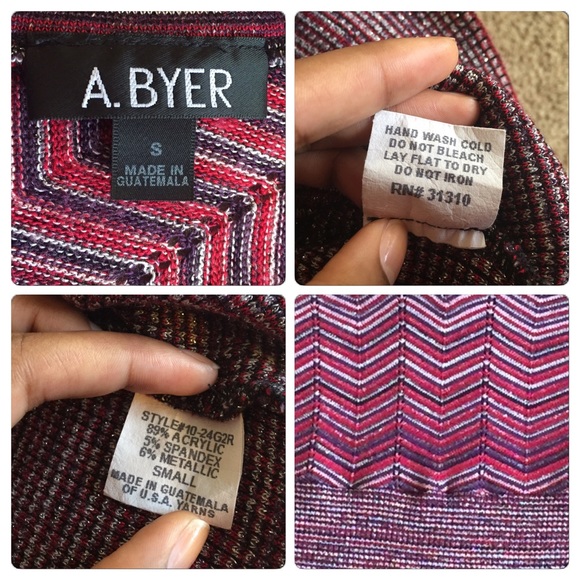 A.BYER
S
MADE IN
GUATEMALA
HAND WASH COLD
DO NOT BLEACH
LAY FLAT TO DRY
DO NOT IRON
RN# 31310
STYLE#10-24G2R
89% ACRYLIC
5% SPANDEX
6% METALLIC
SMALL
MADE IN GUATEMALA
OF U.S.A. YARNS